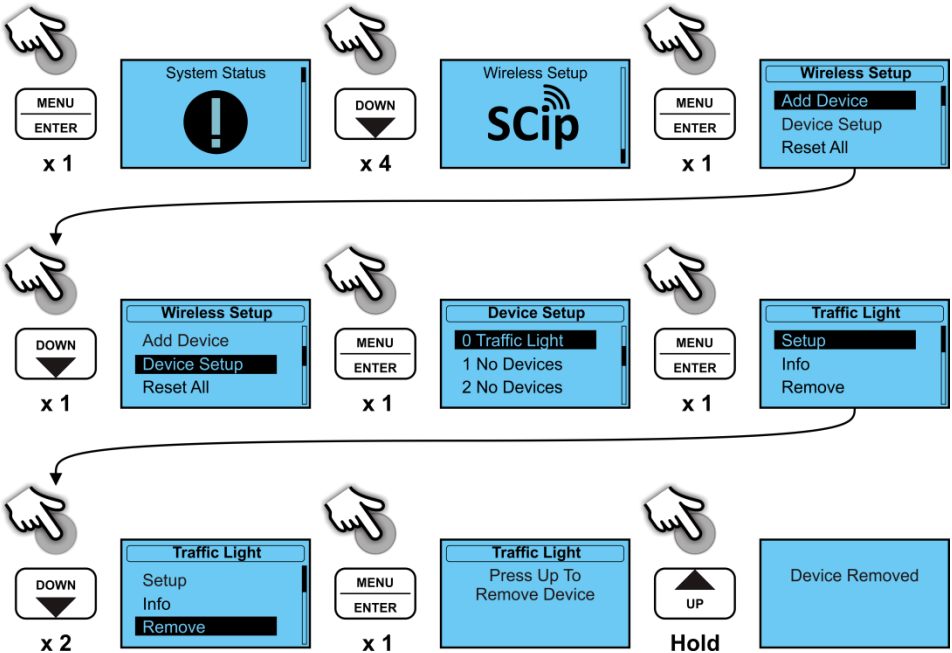 MENU
ENTER
x 1
System Status
DOWN
x 4
Wireless Setup
SCip
MENU
ENTER
x 1
Wireless Setup
Add Device
Device Setup
Reset All
DOWN
x 1
Wireless Setup
Add Device
Device Setup
Reset All
MENU
ENTER
x 1
Device Setup
0 Traffic Light
1 No Devices
2 No Devices
MENU
ENTER
x 1
Traffic Light
Setup
Info
Remove
DOWN
x 2
Traffic Light
Setup
Info
Remove
MENU
ENTER
x 1
Traffic Light
Press Up To
Remove Device
UP
Hold
Device Removed